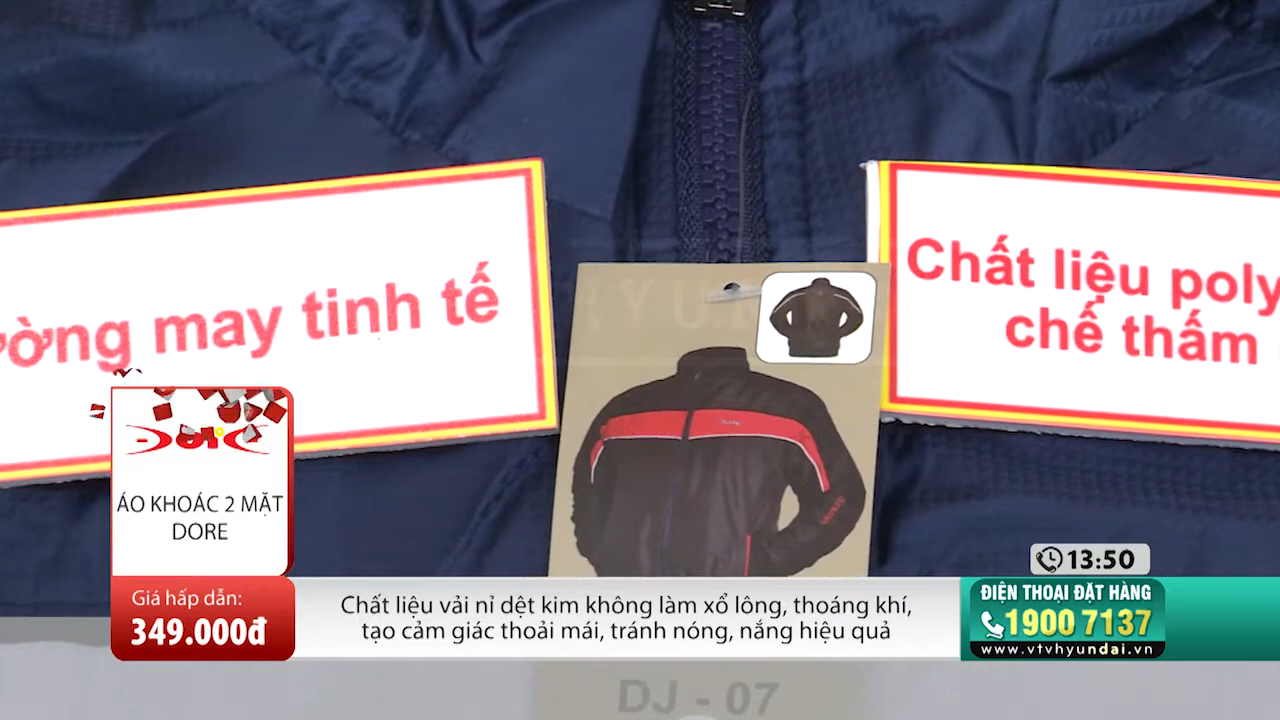 ường may tinh tế
Chất liệu poly
chế thấm
HYU
ÁO KHOÁC 2 MẶT
DORE
Giá hấp dẫn:
349.000đ
Chất liệu vải nỉ dệt kim không làm xổ lông, thoáng khí,
tạo cảm giác thoải mái, tránh nóng, nắng hiệu quả
13:50
ĐIỆN THOẠI ĐẶT HÀNG
1900 7137
www.vtvhyundai.vn
DJ - 07